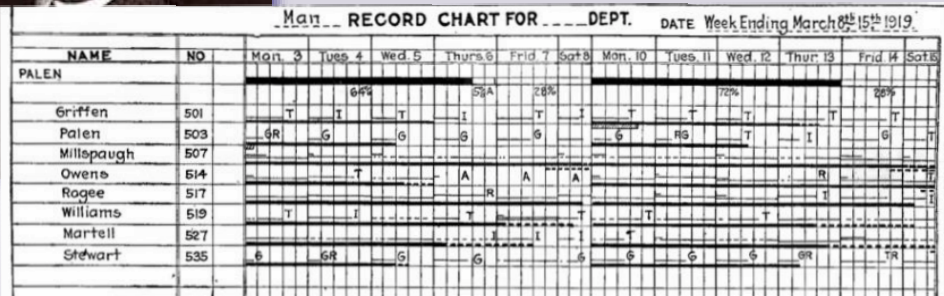 Man RECORD CHART FOR DEPT. DATE Week Ending March 8th 15th 1919.
NAME NO Mon. 3 Tues. 4 Wed. 5 Thurs. 6 Frid. 7 Sat 8 Mon. 10 Tues. 11 Wed. 12 Thur. 13 Frid. 14 Sat. 15
PALEN
64% 5½A 28% 72% 28%
Griffen 501 T I T I T I T T T T T
Palen 503 GR G G G G G RG T I G T
Millspaugh 507
Owens 514 T A A A R T
Rogee 517 R T I
Williams 519 T I T T T T
Martell 527 I I I T
Stewart 535 G GR G G G G G G GR TR